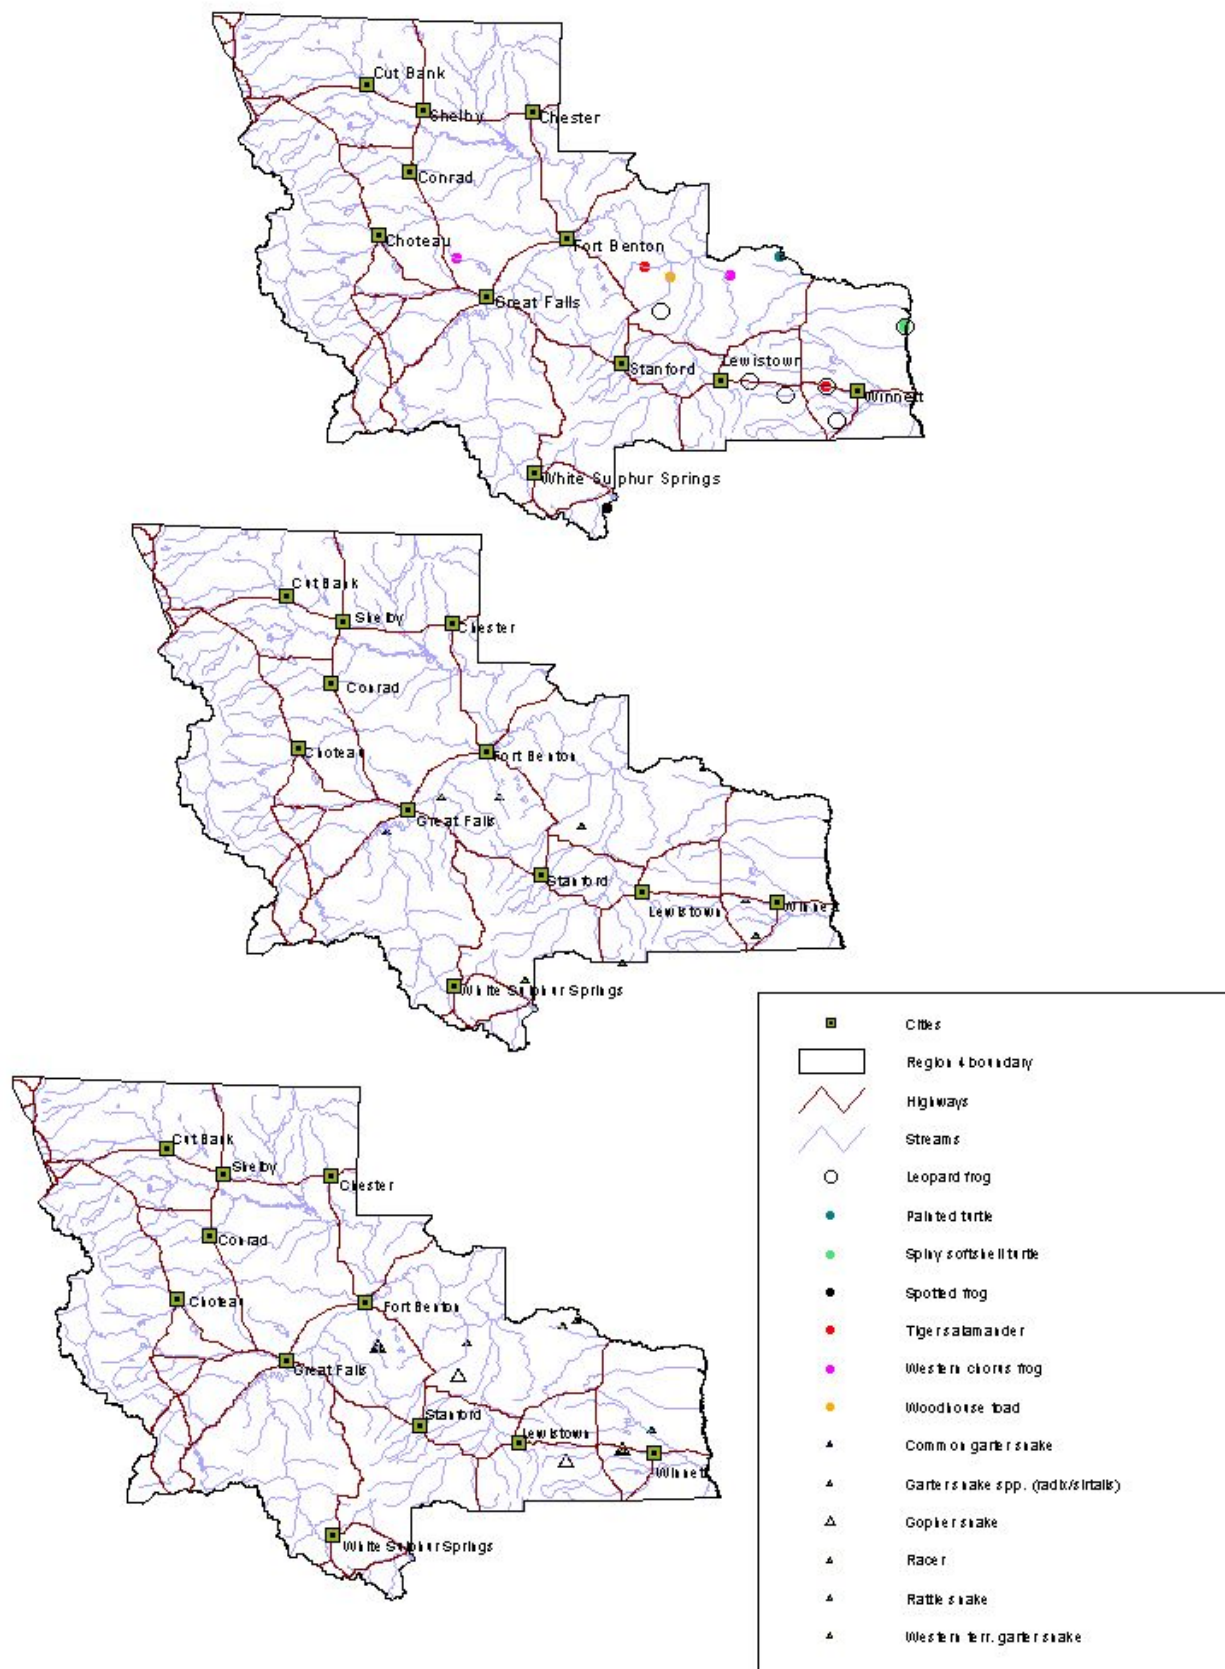 Cut Bank
Shelby
Chester
Conrad
Choteau
Fort Benton
Great Falls
Stanford
Lewistown
Winnett
White Sulphur Springs
Cut Bank
Shelby
Chester
Conrad
Choteau
Fort Benton
Great Falls
Stanford
Lewistown
Winnett
White Sulphur Springs
Cut Bank
Shelby
Chester
Conrad
Choteau
Fort Benton
Great Falls
Stanford
Lewistown
Winnett
White Sulphur Springs
Cities
Region 4 boundary
Highways
Streams
Leopard frog
Painted turtle
Spiny softshell turtle
Spotted frog
Tiger salamander
Western chorus frog
Woodhouse toad
Common garter snake
Garter snake spp. (radix/sirtalis)
Gopher snake
Racer
Rattle snake
Western terr. garter snake